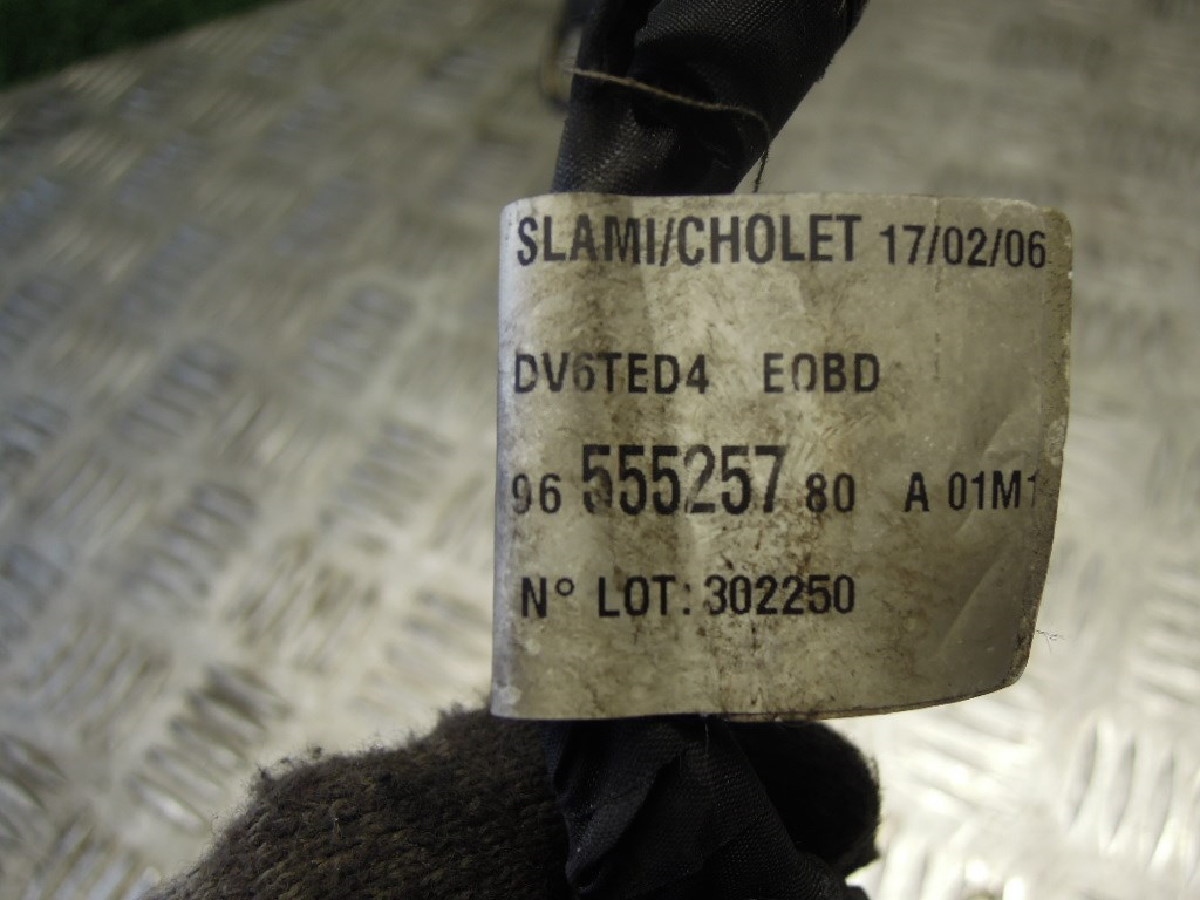 SLAMI/CHOLET 17/02/06
DV6TED4 EOBD
96 555257 80 A 01M1
N° LOT: 302250